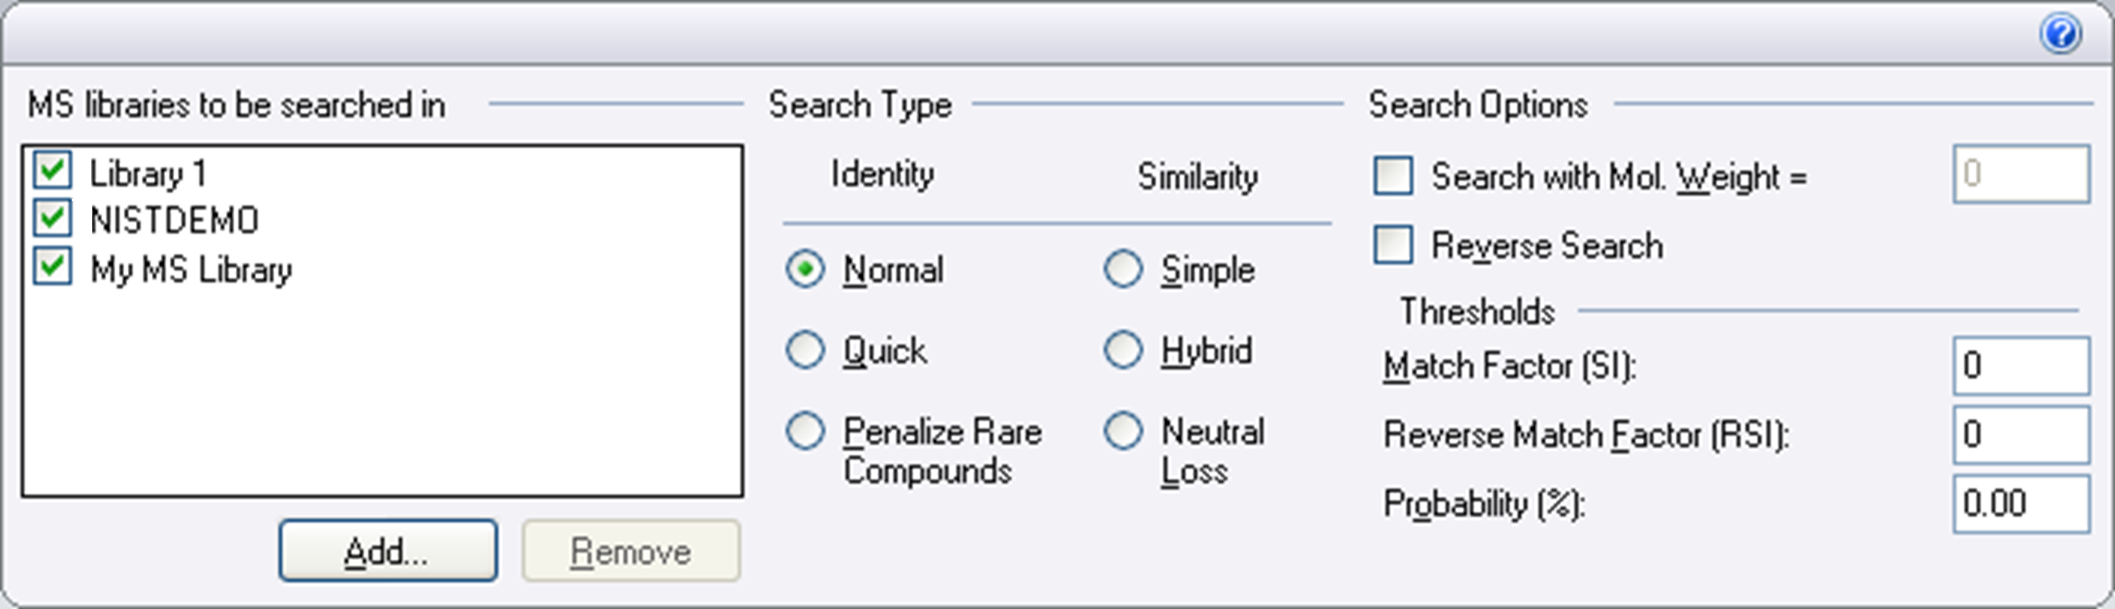 MS libraries to be searched in
Library 1
NISTDEMO
My MS Library
Add...
Remove
Search Type
Identity
Similarity
Normal
Simple
Quick
Hybrid
Penalize Rare
Compounds
Neutral
Loss
Search Options
Search with Mol. Weight =
0
Reverse Search
Thresholds
Match Factor (SI):
0
Reverse Match Factor (RSI):
0
Probability (%):
0.00